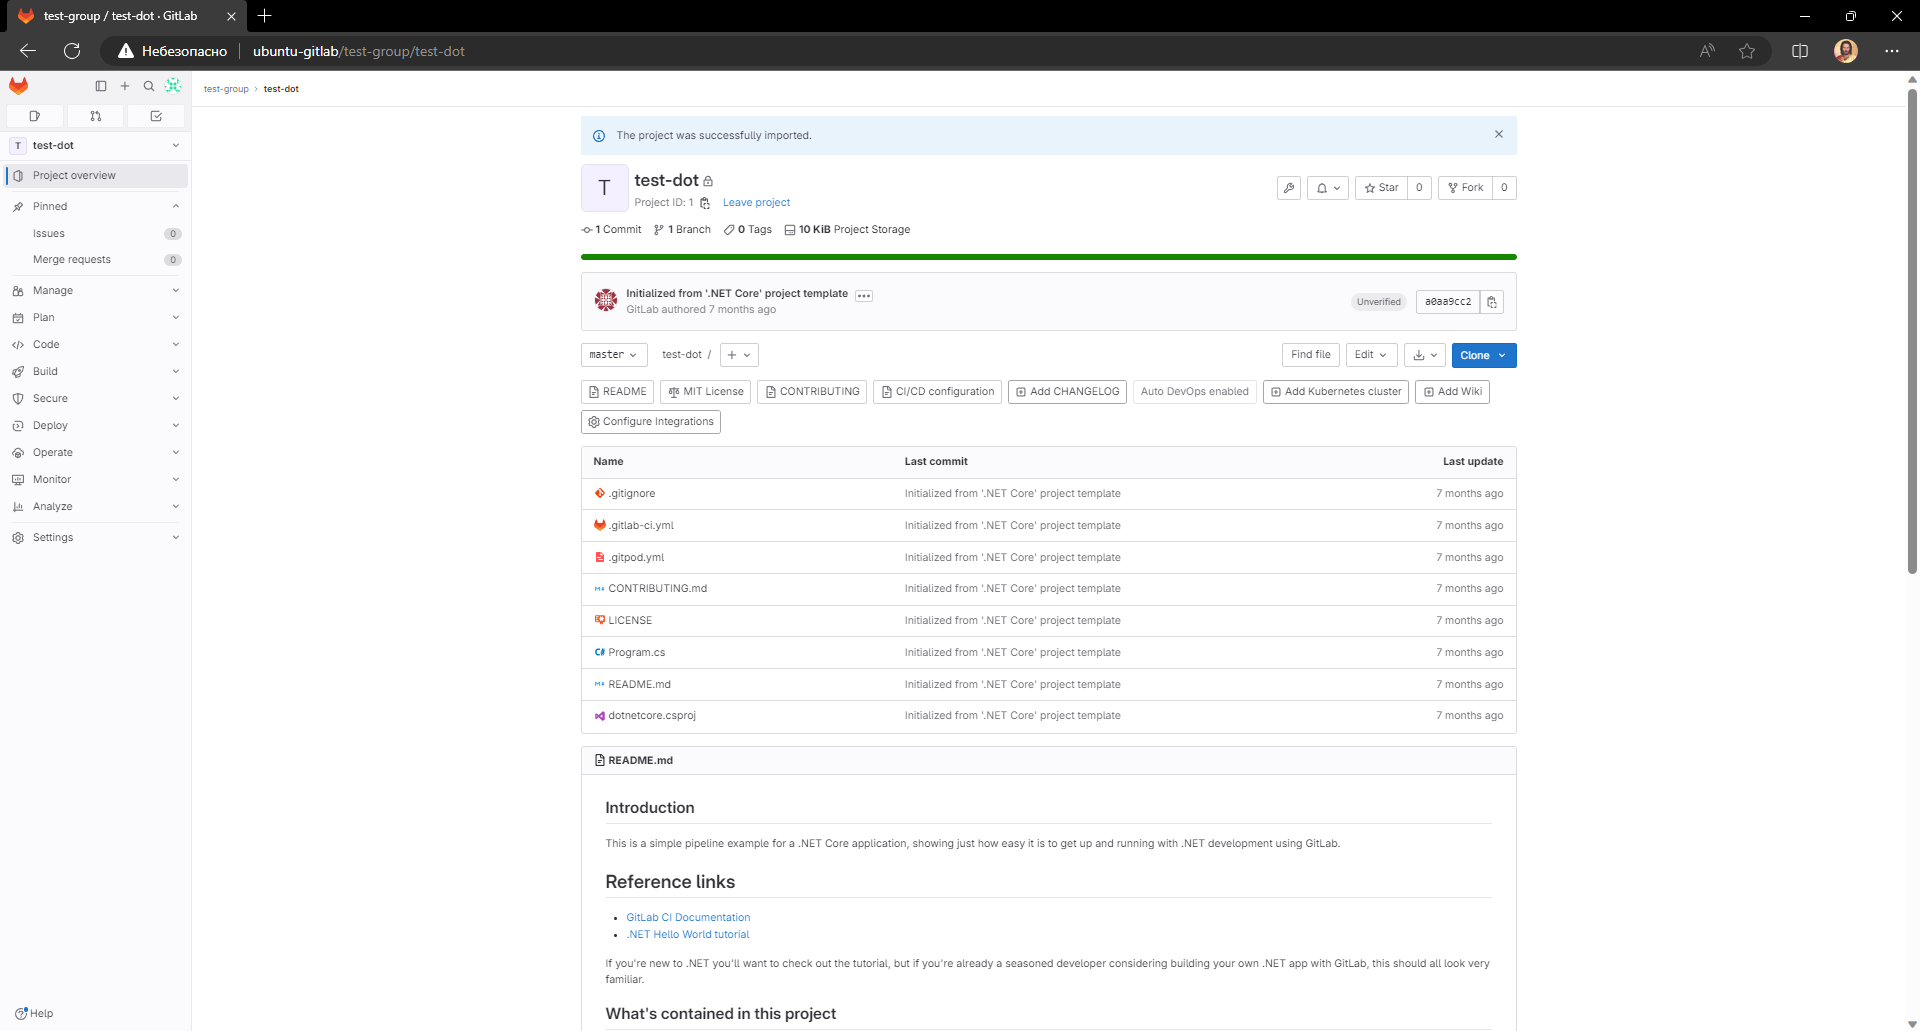 test-group / test-dot · GitLab
Небезопасно
ubuntu-gitlab/test-group/test-dot
T test-dot
Project overview
Pinned
Issues 0
Merge requests 0
Manage
Plan
Code
Build
Secure
Deploy
Operate
Monitor
Analyze
Settings
Help
test-group › test-dot
The project was successfully imported.
T
test-dot
Project ID: 1 Leave project
Star 0 Fork 0
1 Commit 1 Branch 0 Tags 10 KiB Project Storage
Initialized from '.NET Core' project template
GitLab authored 7 months ago
Unverified a0aa9cc2
master test-dot / Find file Edit Clone
README MIT License CONTRIBUTING CI/CD configuration Add CHANGELOG Auto DevOps enabled Add Kubernetes cluster Add Wiki
Configure Integrations
Name Last commit Last update
.gitignore Initialized from '.NET Core' project template 7 months ago
.gitlab-ci.yml Initialized from '.NET Core' project template 7 months ago
.gitpod.yml Initialized from '.NET Core' project template 7 months ago
CONTRIBUTING.md Initialized from '.NET Core' project template 7 months ago
LICENSE Initialized from '.NET Core' project template 7 months ago
Program.cs Initialized from '.NET Core' project template 7 months ago
README.md Initialized from '.NET Core' project template 7 months ago
dotnetcore.csproj Initialized from '.NET Core' project template 7 months ago
README.md
Introduction
This is a simple pipeline example for a .NET Core application, showing just how easy it is to get up and running with .NET development using GitLab.
Reference links
• GitLab CI Documentation
• .NET Hello World tutorial
If you're new to .NET you'll want to check out the tutorial, but if you're already a seasoned developer considering building your own .NET app with GitLab, this should all look very
familiar.
What's contained in this project